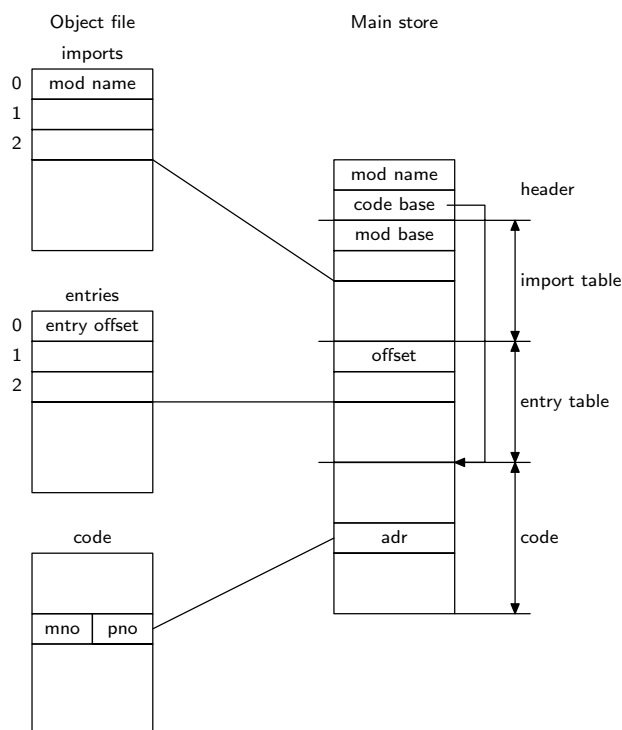 Object file
Main store
imports
0 mod name
1
2
mod name
header
code base
mod base
import table
entries
0 entry offset
1
offset
2
entry table
code
adr
code
mno pno